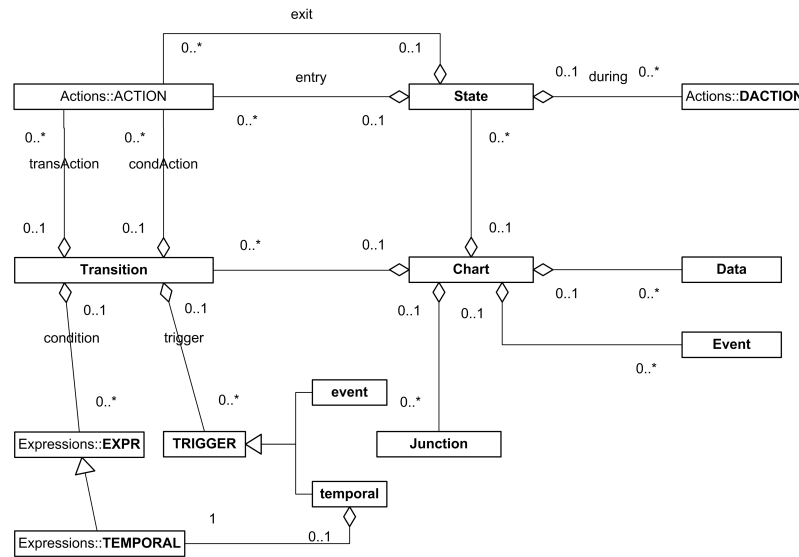 exit
0..*
0..1
entry
0..1
during
0..*
Actions::ACTION
State
Actions::DACTION
0..*
0..1
0..*
0..*
0..*
transAction
condAction
0..1
0..1
0..*
0..1
0..1
Transition
Chart
Data
0..1
0..1
0..1
0..1
0..1
0..*
condition
trigger
Event
0..*
event
0..*
0..*
0..*
Expressions::EXPR
TRIGGER
Junction
temporal
1
0..1
Expressions::TEMPORAL